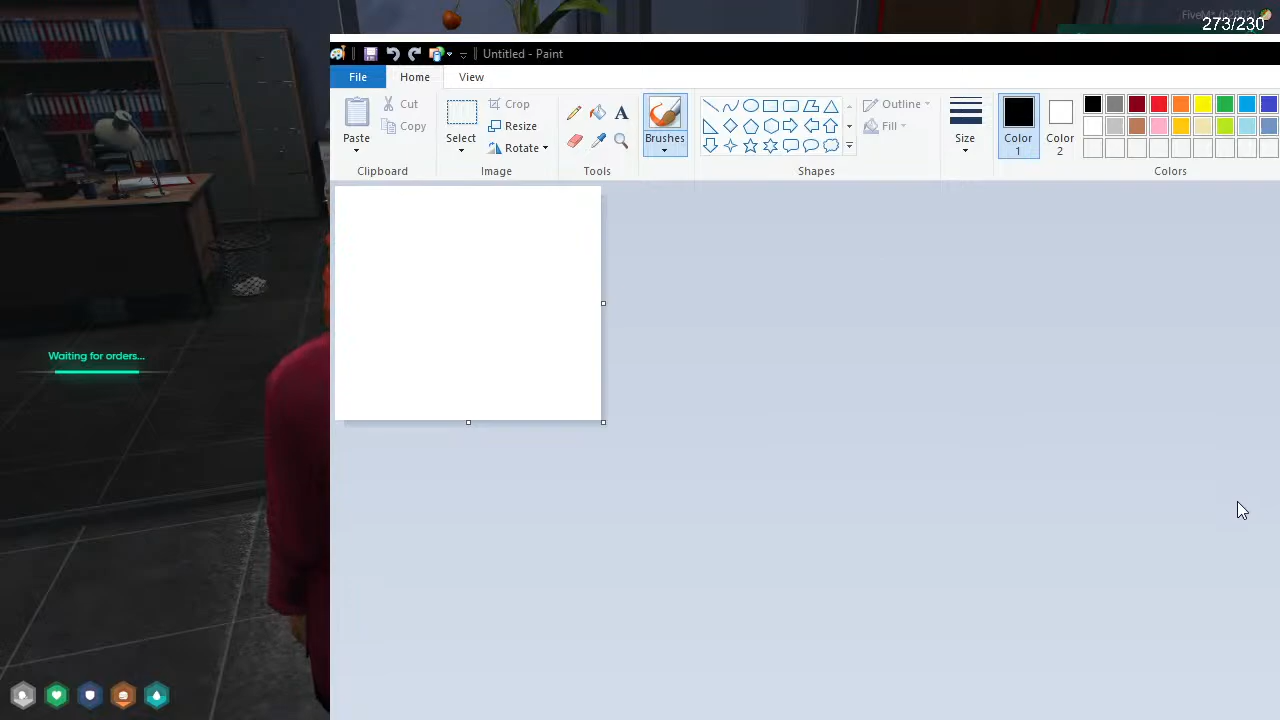 FiveM
273/230
Untitled - Paint
File
Home
View
Paste
Cut
Copy
Clipboard
Select
Crop
Resize
Rotate
Image
A
Tools
Brushes
Shapes
Outline
Fill
Size
Color 1
Color 2
Colors
Waiting for orders...